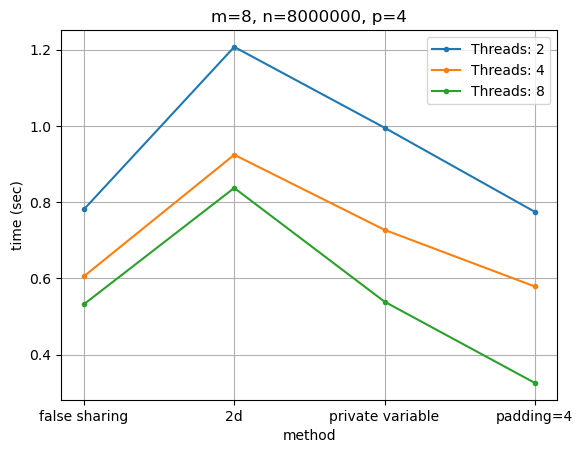 m=8, n=8000000, p=4
Threads: 2
Threads: 4
Threads: 8
time (sec)
1.2
1.0
0.8
0.6
0.4
false sharing 2d private variable padding=4
method